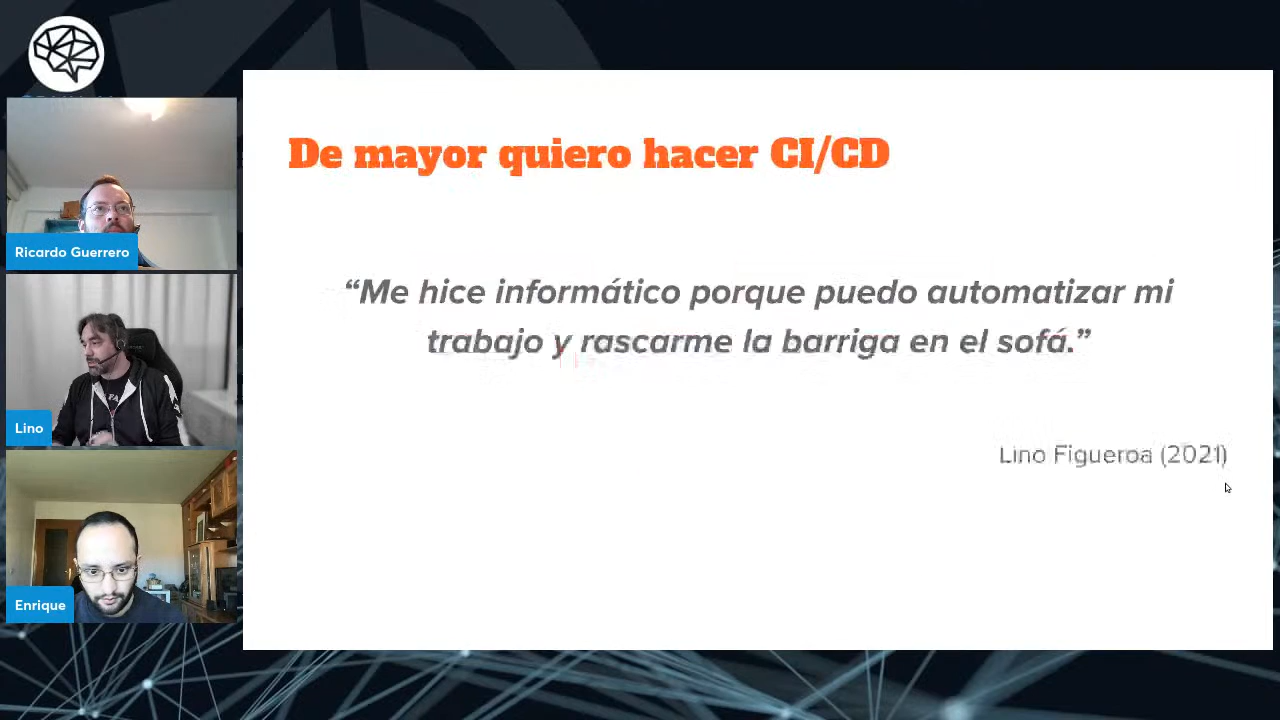 De mayor quiero hacer CI/CD
“Me hice informático porque puedo automatizar mi
trabajo y rascarme la barriga en el sofá.”
Lino Figueroa (2021)
Ricardo Guerrero
Lino
Enrique